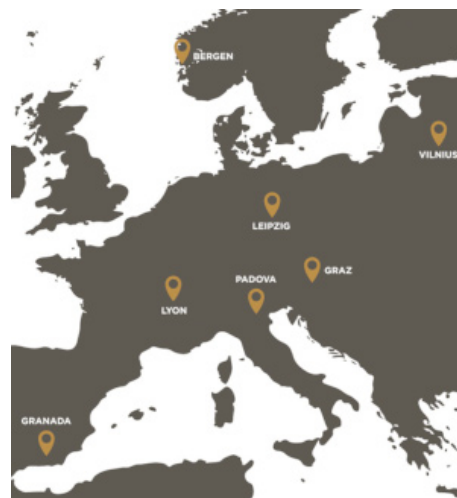 BERGEN
VILNIUS
LEIPZIG
GRAZ
PADOVA
LYON
GRANADA